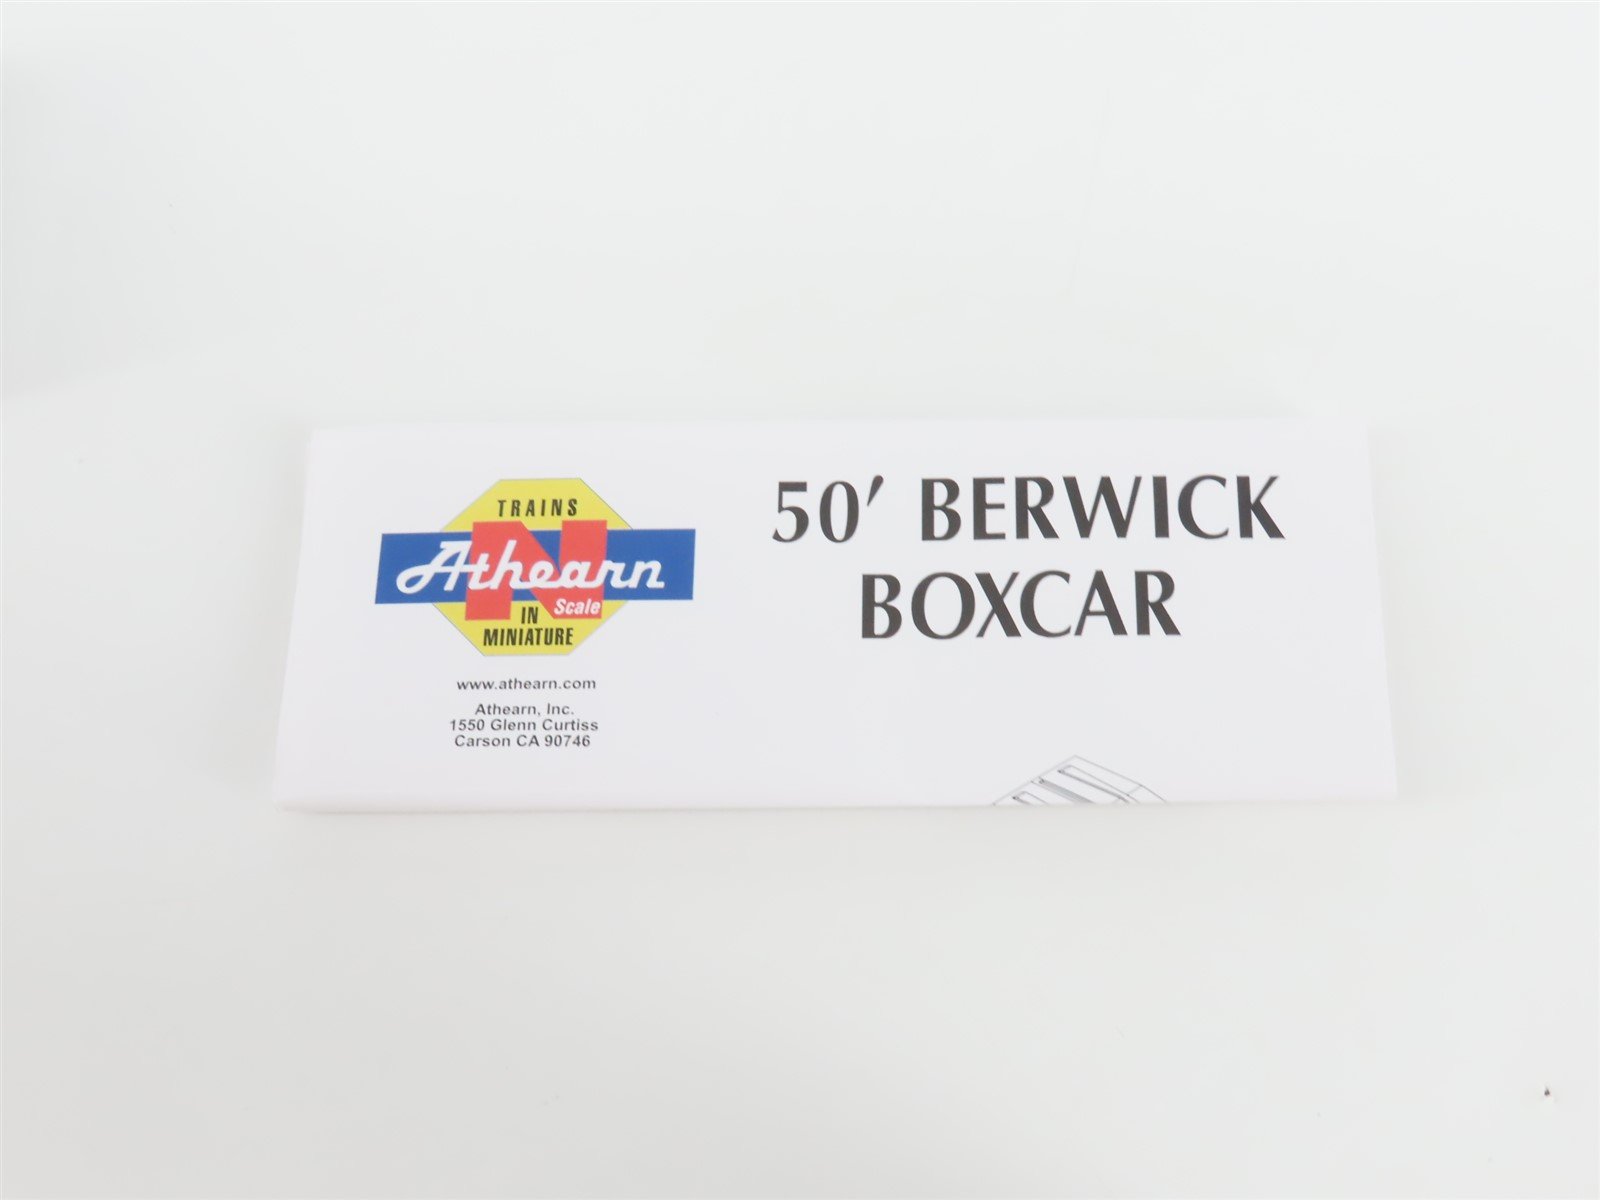 TRAINS
N
Athearn
Scale
IN
MINIATURE
www.athearn.com
Athearn, Inc.
1550 Glenn Curtiss
Carson CA 90746
50' BERWICK
BOXCAR